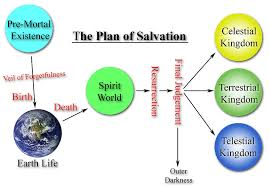 Pre-Mortal
Existence
The Plan of Salvation
Celestial
Kingdom
Veil of Forgetfulness
Birth
Spirit
World
Death
Resurrection
Final Judgement
Terrestrial
Kingdom
Earth Life
Telestial
Kingdom
Outer
Darkness